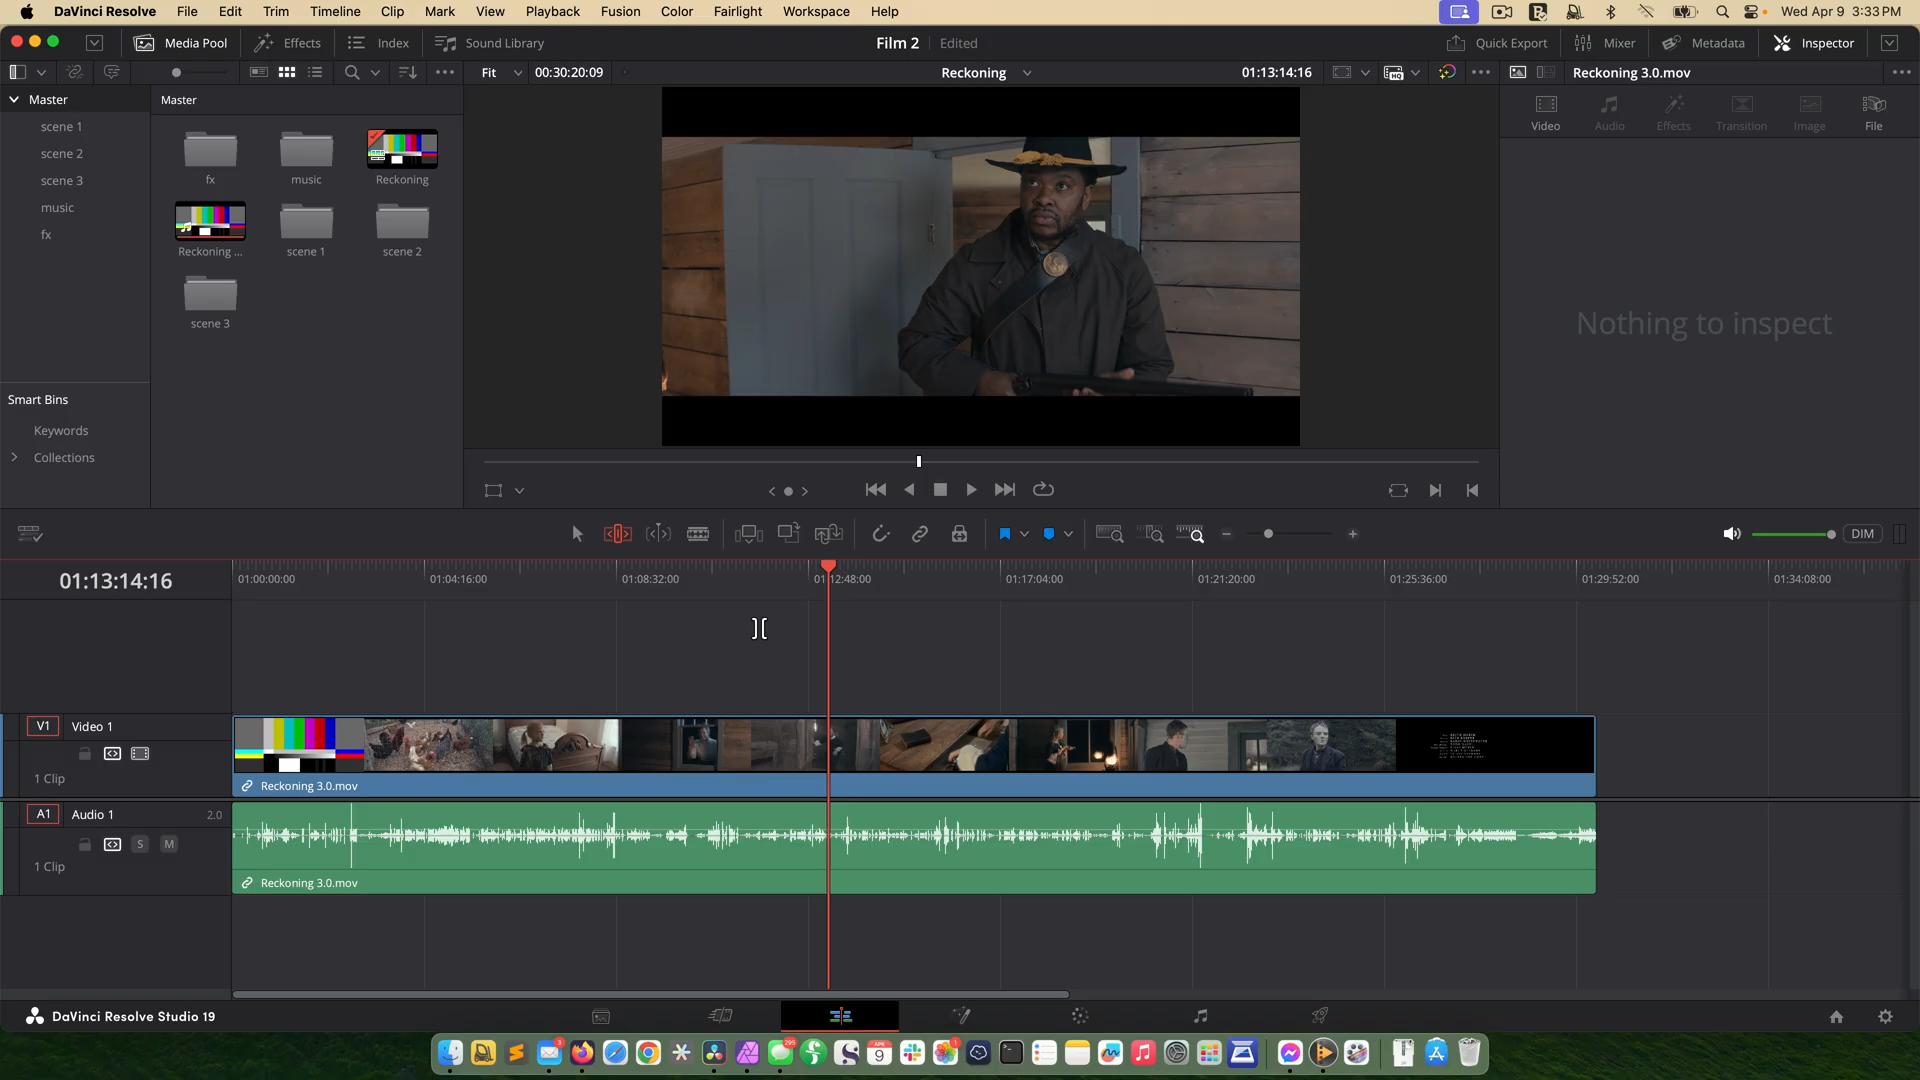 DaVinci Resolve File Edit Trim Timeline Clip Mark View Playback Fusion Color Fairlight Workspace Help Wed Apr 9 3:33 PM
Media Pool Effects Index Sound Library Film 2 Edited Quick Export Mixer Metadata Inspector
Fit 00:30:20:09 Reckoning 01:13:14:16 Reckoning 3.0.mov
Master Master
scene 1
scene 2
scene 3
music
fx
fx music Reckoning
Reckoning ... scene 1 scene 2
scene 3
Video Audio Effects Transition Image File
Nothing to inspect
Smart Bins
Keywords
Collections
DIM
01:13:14:16 01:00:00:00 01:04:16:00 01:08:32:00 01:12:48:00 01:17:04:00 01:21:20:00 01:25:36:00 01:29:52:00 01:34:08:00
V1 Video 1
1 Clip
Reckoning 3.0.mov
A1 Audio 1 2.0
S M
1 Clip
Reckoning 3.0.mov
DaVinci Resolve Studio 19
3
295
APR
9
1